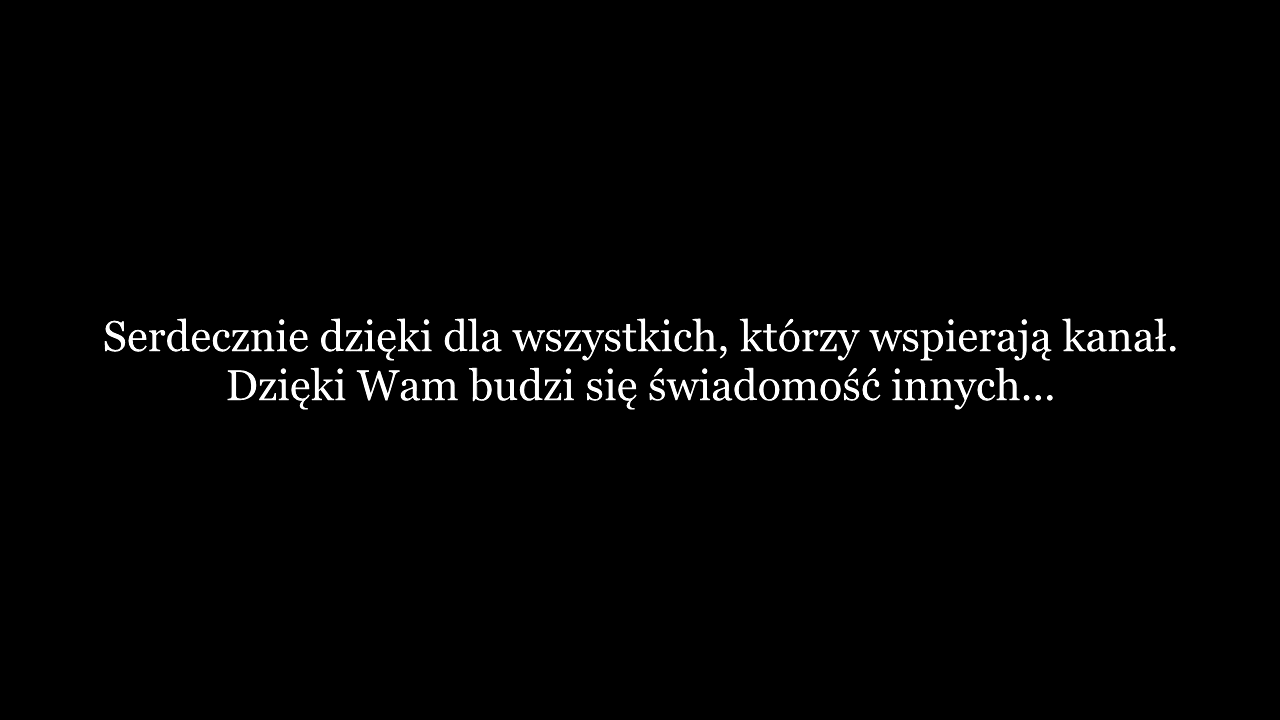 Serdecznie dzięki dla wszystkich, którzy wspierają kanał.
Dzięki Wam budzi się świadomość innych...